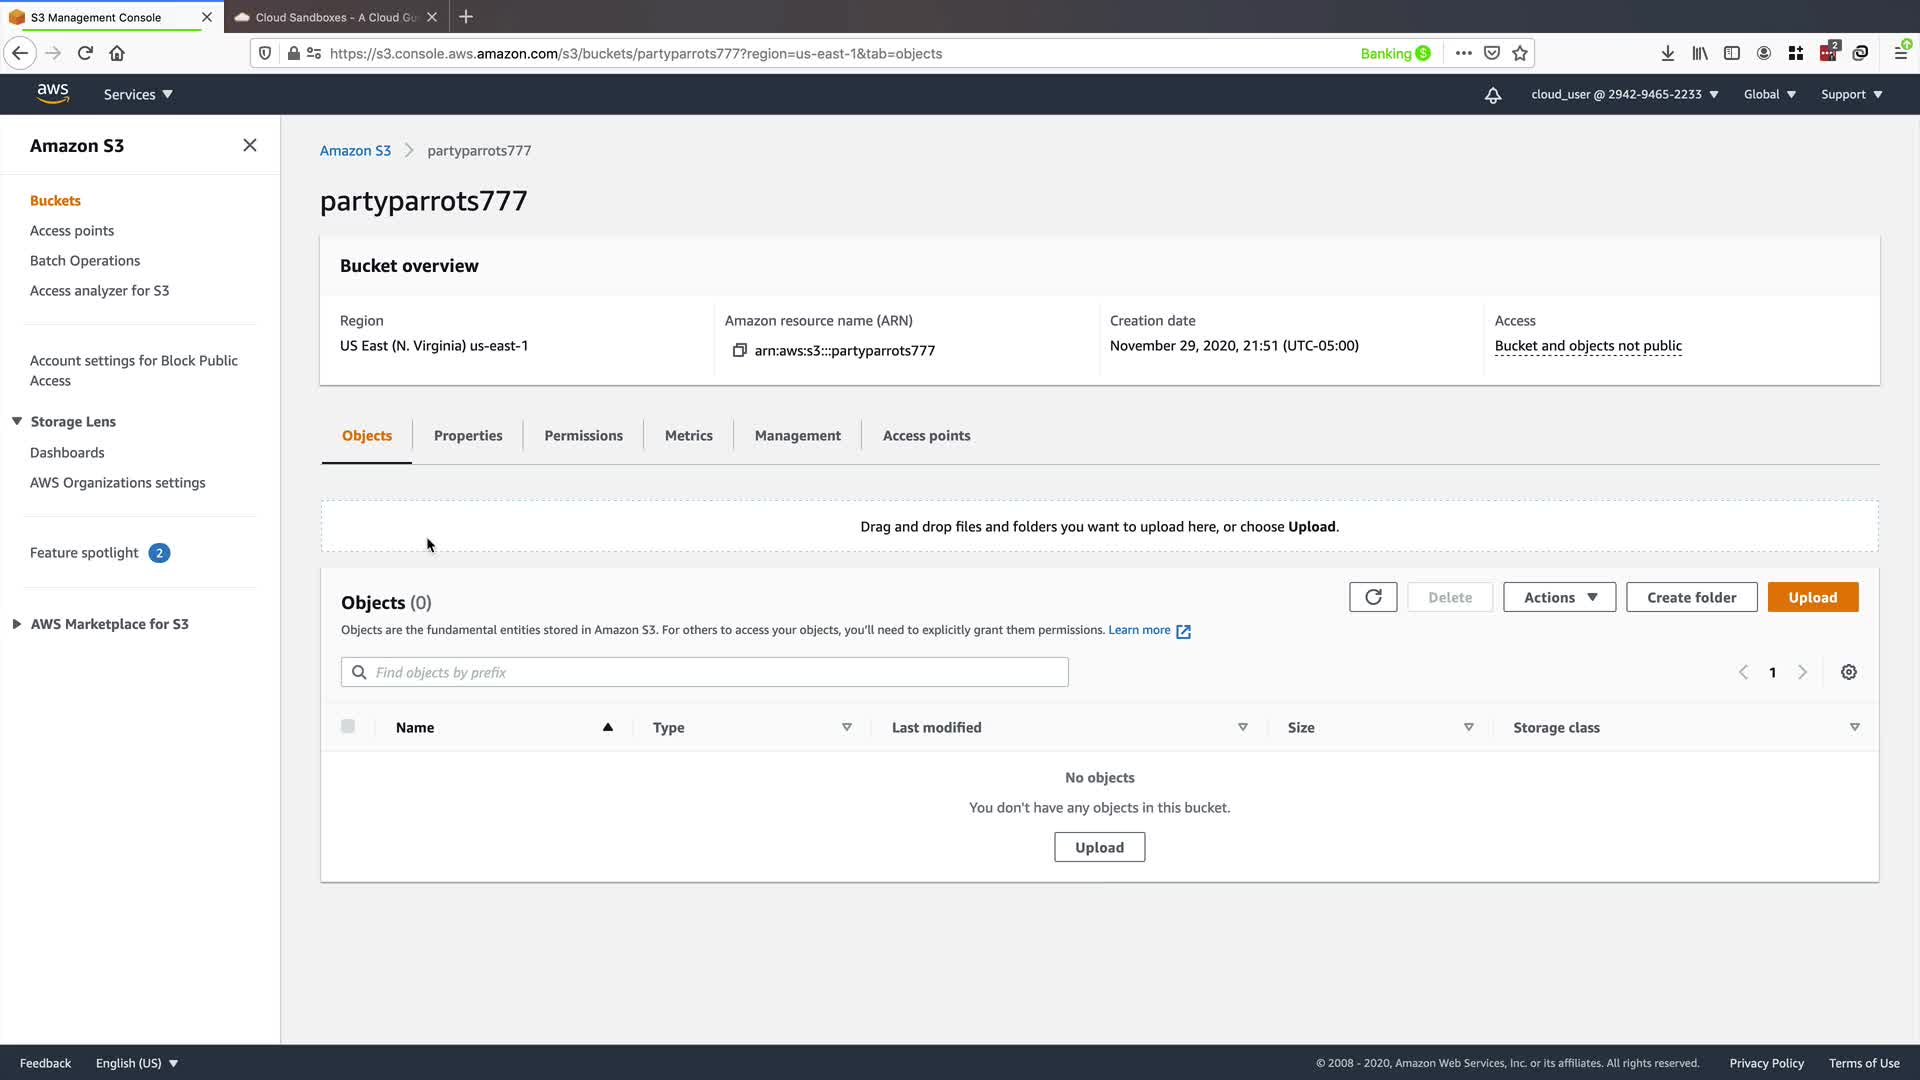 S3 Management Console
Cloud Sandboxes - A Cloud Gu
https://s3.console.aws.amazon.com/s3/buckets/partyparrots777?region=us-east-1&tab=objects
Banking
2
aws
Services
cloud_user @ 2942-9465-2233
Global
Support
Amazon S3
Buckets
Access points
Batch Operations
Access analyzer for S3
Account settings for Block Public
Access
Storage Lens
Dashboards
AWS Organizations settings
Feature spotlight 2
AWS Marketplace for S3
Amazon S3 > partyparrots777
partyparrots777
Bucket overview
Region
US East (N. Virginia) us-east-1
Amazon resource name (ARN)
arn:aws:s3:::partyparrots777
Creation date
November 29, 2020, 21:51 (UTC-05:00)
Access
Bucket and objects not public
Objects
Properties
Permissions
Metrics
Management
Access points
Drag and drop files and folders you want to upload here, or choose Upload.
Objects (0)
Delete
Actions
Create folder
Upload
Objects are the fundamental entities stored in Amazon S3. For others to access your objects, you'll need to explicitly grant them permissions. Learn more
Find objects by prefix
1
Name
Type
Last modified
Size
Storage class
No objects
You don't have any objects in this bucket.
Upload
Feedback
English (US)
© 2008 - 2020, Amazon Web Services, Inc. or its affiliates. All rights reserved.
Privacy Policy
Terms of Use